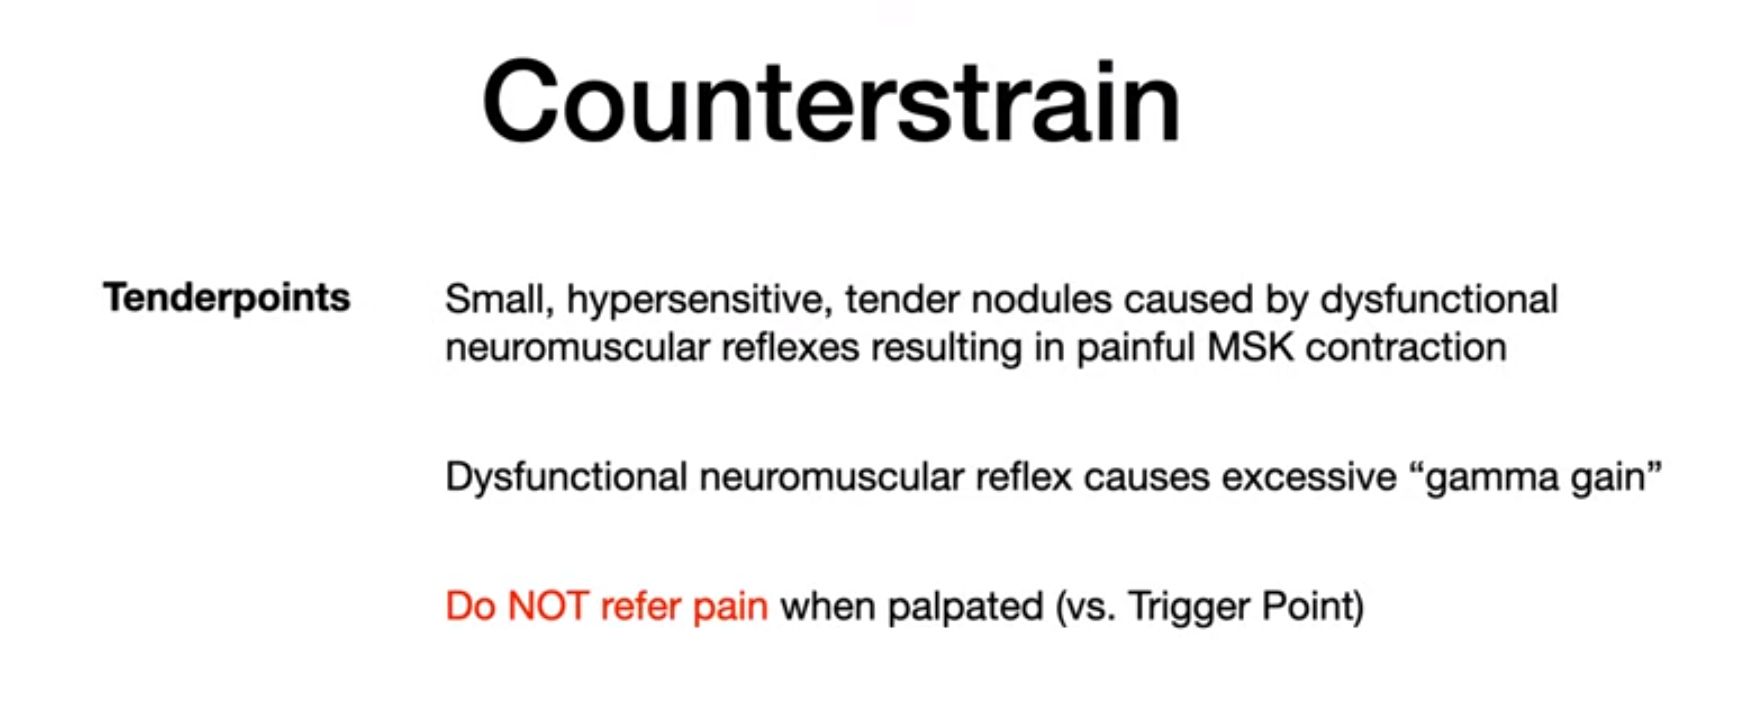 Counterstrain
Tenderpoints
Small, hypersensitive, tender nodules caused by dysfunctional
neuromuscular reflexes resulting in painful MSK contraction
Dysfunctional neuromuscular reflex causes excessive “gamma gain”
Do NOT refer pain when palpated (vs. Trigger Point)